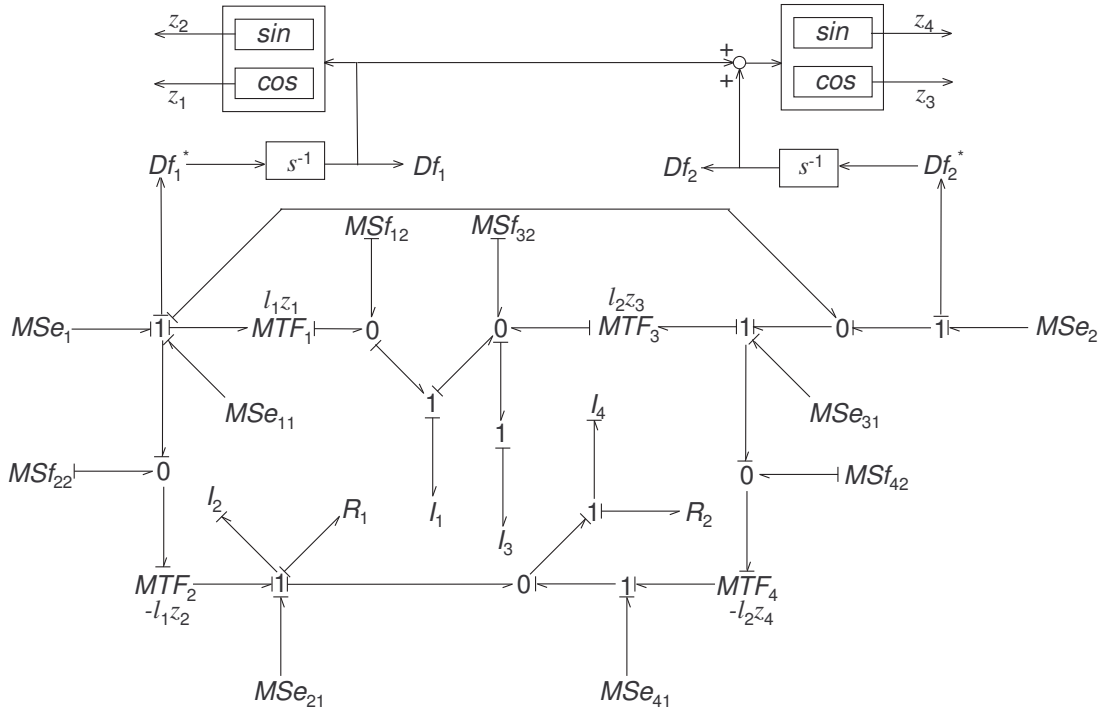 z₂ sin sin z₄
+
z₁ cos + cos z₃
Df₁* s⁻¹ Df₁ Df₂ s⁻¹ Df₂*
MSf₁₂ MSf₃₂
l₁z₁ l₂z₃
MSe₁ 1 MTF₁ 0 0 MTF₃ 1 0 1 MSe₂
MSe₁₁ 1 I₄ MSe₃₁
1
MSf₂₂ 0 0 MSf₄₂
I₂ R₁ I₁ 1 R₂
I₃
MTF₂ 1 0 1 MTF₄
-l₁z₂ -l₂z₄
MSe₂₁ MSe₄₁